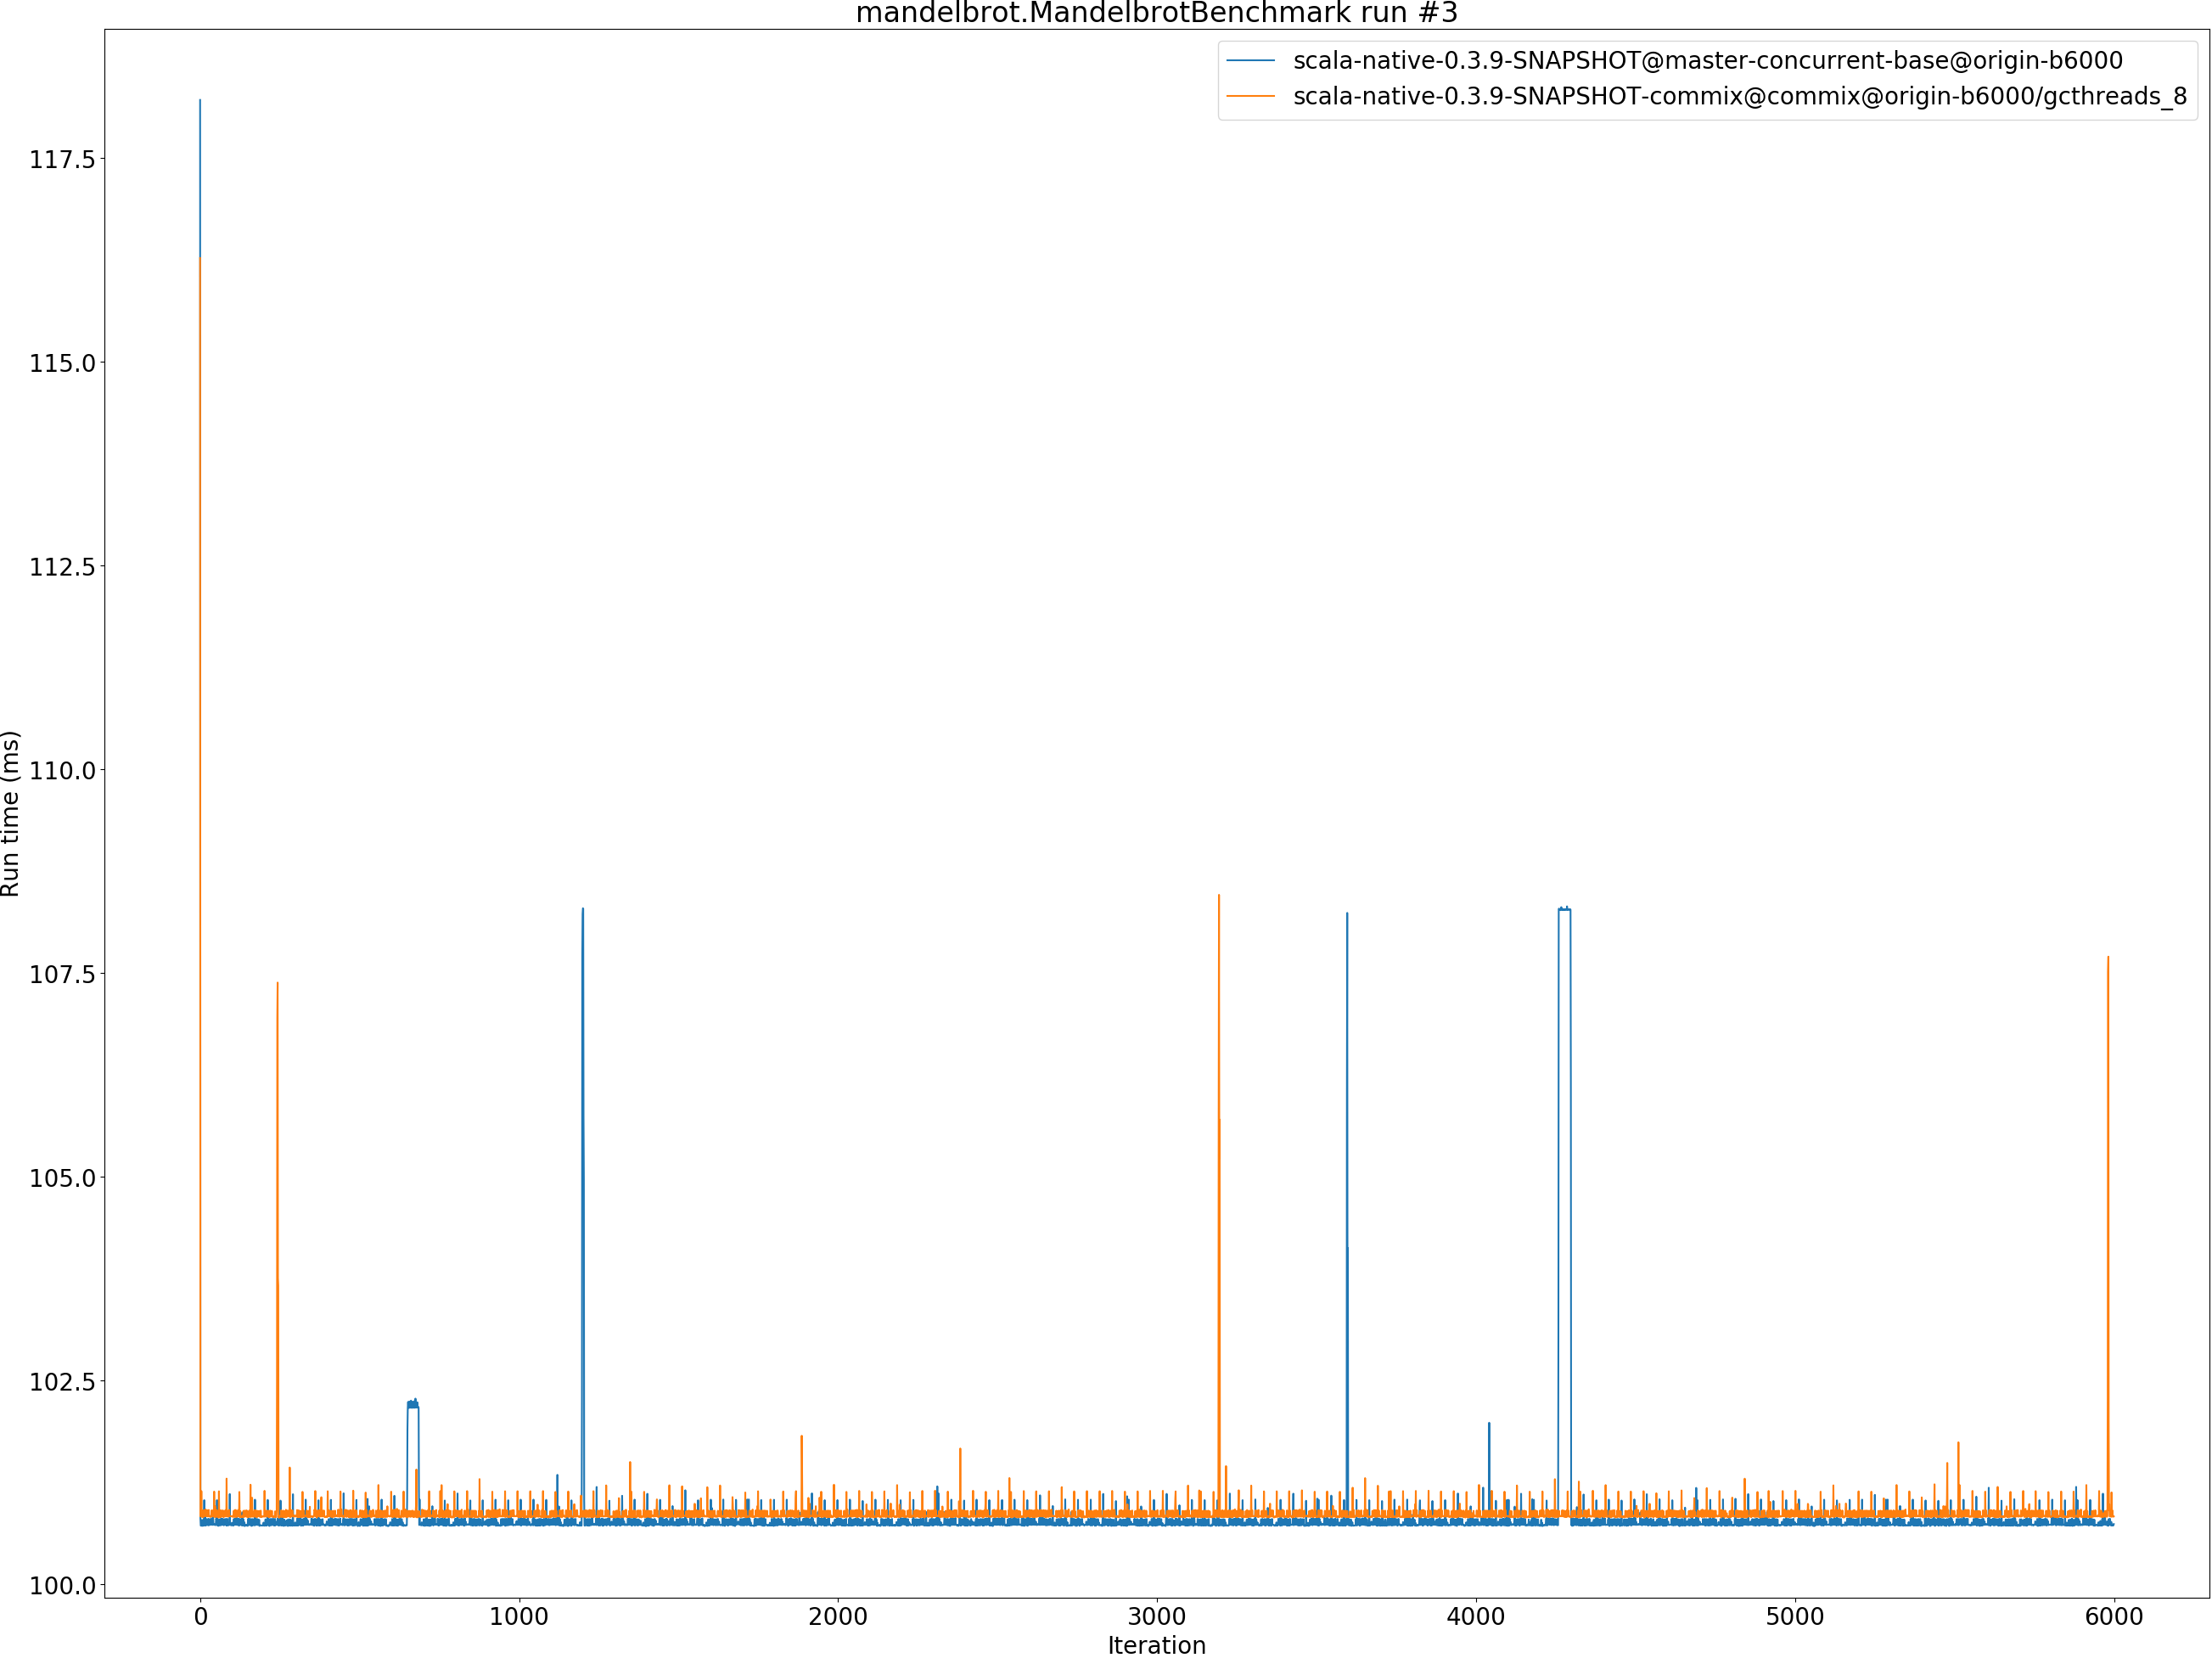 mandelbrot.MandelbrotBenchmark run #3
scala-native-0.3.9-SNAPSHOT@master-concurrent-base@origin-b6000
scala-native-0.3.9-SNAPSHOT-commix@commix@origin-b6000/gcthreads_8
117.5
115.0
112.5
110.0
107.5
105.0
102.5
100.0
Run time (ms)
0 1000 2000 3000 4000 5000 6000
Iteration